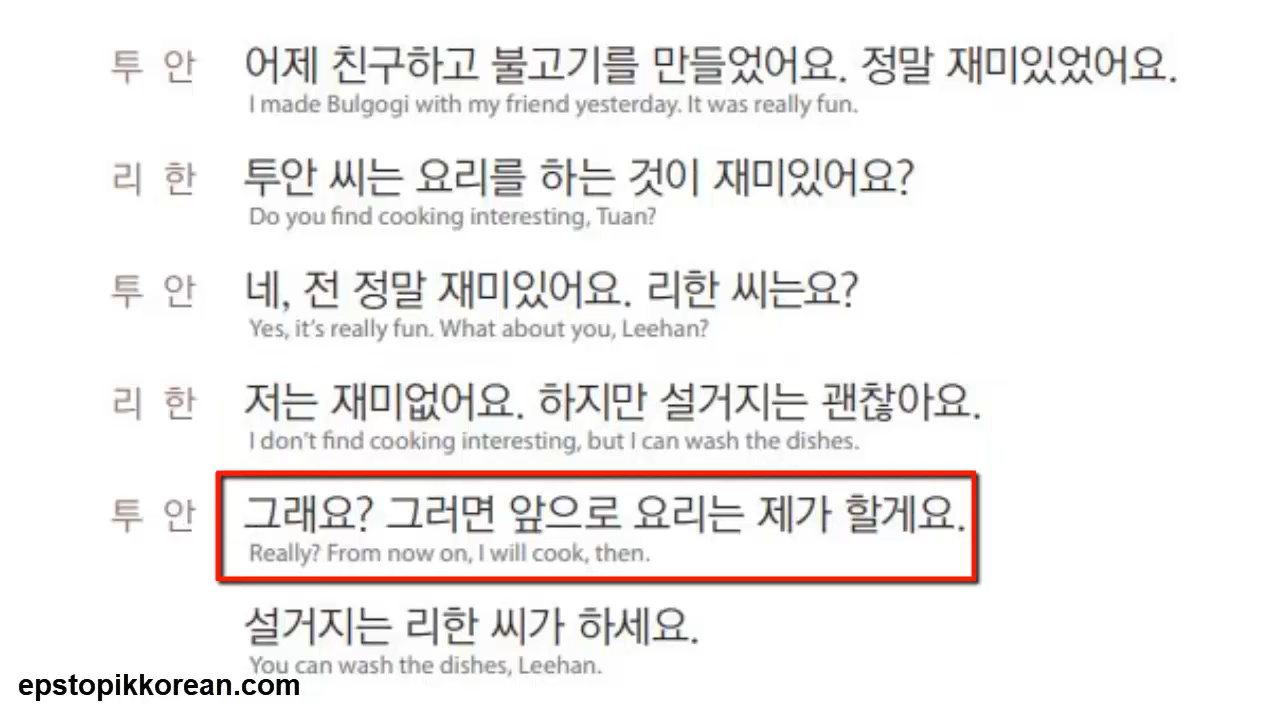 투 안 어제 친구하고 불고기를 만들었어요. 정말 재미있었어요.
I made Bulgogi with my friend yesterday. It was really fun.
리 한 투안 씨는 요리를 하는 것이 재미있어요?
Do you find cooking interesting, Tuan?
투 안 네, 전 정말 재미있어요. 리한 씨는요?
Yes, it's really fun. What about you, Leehan?
리 한 저는 재미없어요. 하지만 설거지는 괜찮아요.
I don't find cooking interesting, but I can wash the dishes.
투 안 그래요? 그러면 앞으로 요리는 제가 할게요.
Really? From now on, I will cook, then.
설거지는 리한 씨가 하세요.
You can wash the dishes, Leehan.
epstopikkorean.com